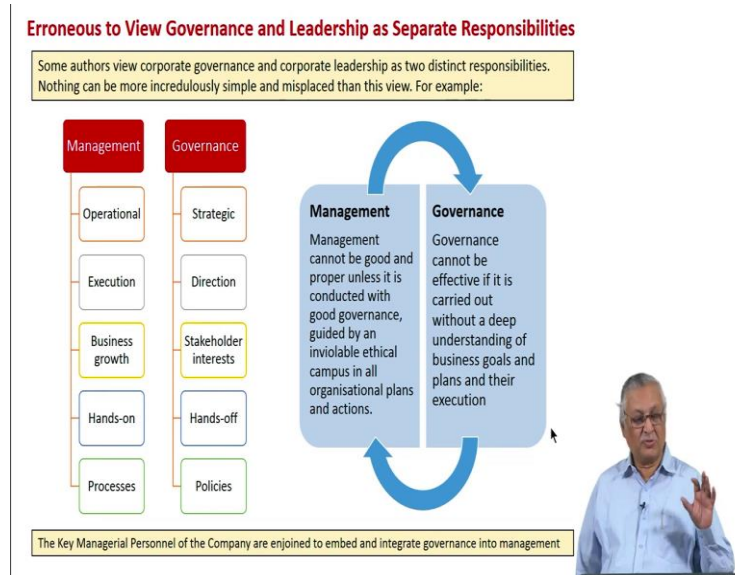 Erroneous to View Governance and Leadership as Separate Responsibilities
Some authors view corporate governance and corporate leadership as two distinct responsibilities.
Nothing can be more incredulously simple and misplaced than this view. For example:
Management
Operational
Execution
Business
growth
Hands-on
Processes
Governance
Strategic
Direction
Stakeholder
interests
Hands-off
Policies
Management
Management
cannot be good and
proper unless it is
conducted with
good governance,
guided by an
inviolable ethical
campus in all
organisational plans
and actions.
Governance
Governance
cannot be
effective if it is
carried out
without a deep
understanding of
business goals and
plans and their
execution
The Key Managerial Personnel of the Company are enjoined to embed and integrate governance into management